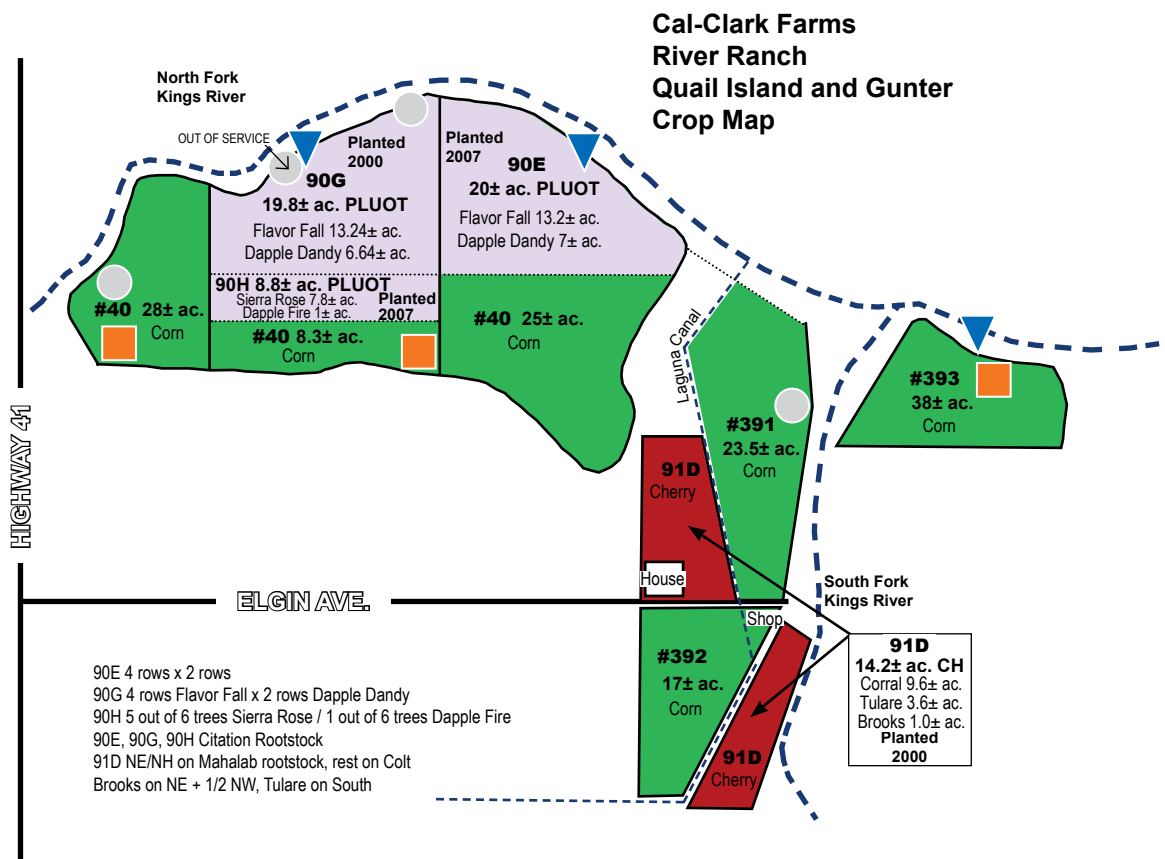 Cal-Clark Farms
River Ranch
Quail Island and Gunter
Crop Map
North Fork
Kings River
OUT OF SERVICE
Planted
2000
90G
19.8± ac. PLUOT
Flavor Fall 13.24± ac.
Dapple Dandy 6.64± ac.
Planted
2007
90E
20± ac. PLUOT
Flavor Fall 13.2± ac.
Dapple Dandy 7± ac.
90H 8.8± ac. PLUOT
Sierra Rose 7.8± ac.
Dapple Fire 1± ac.
Planted
2007
#40 28± ac.
Corn
#40 8.3± ac.
Corn
#40 25± ac.
Corn
Laguna Canal
#391
23.5± ac.
Corn
#393
38± ac.
Corn
91D
Cherry
House
HIGHWAY 41
ELGIN AVE.
South Fork
Kings River
Shop
#392
17± ac.
Corn
91D
Cherry
91D
14.2± ac. CH
Corral 9.6± ac.
Tulare 3.6± ac.
Brooks 1.0± ac.
Planted
2000
90E 4 rows x 2 rows
90G 4 rows Flavor Fall x 2 rows Dapple Dandy
90H 5 out of 6 trees Sierra Rose / 1 out of 6 trees Dapple Fire
90E, 90G, 90H Citation Rootstock
91D NE/NH on Mahalab rootstock, rest on Colt
Brooks on NE + 1/2 NW, Tulare on South